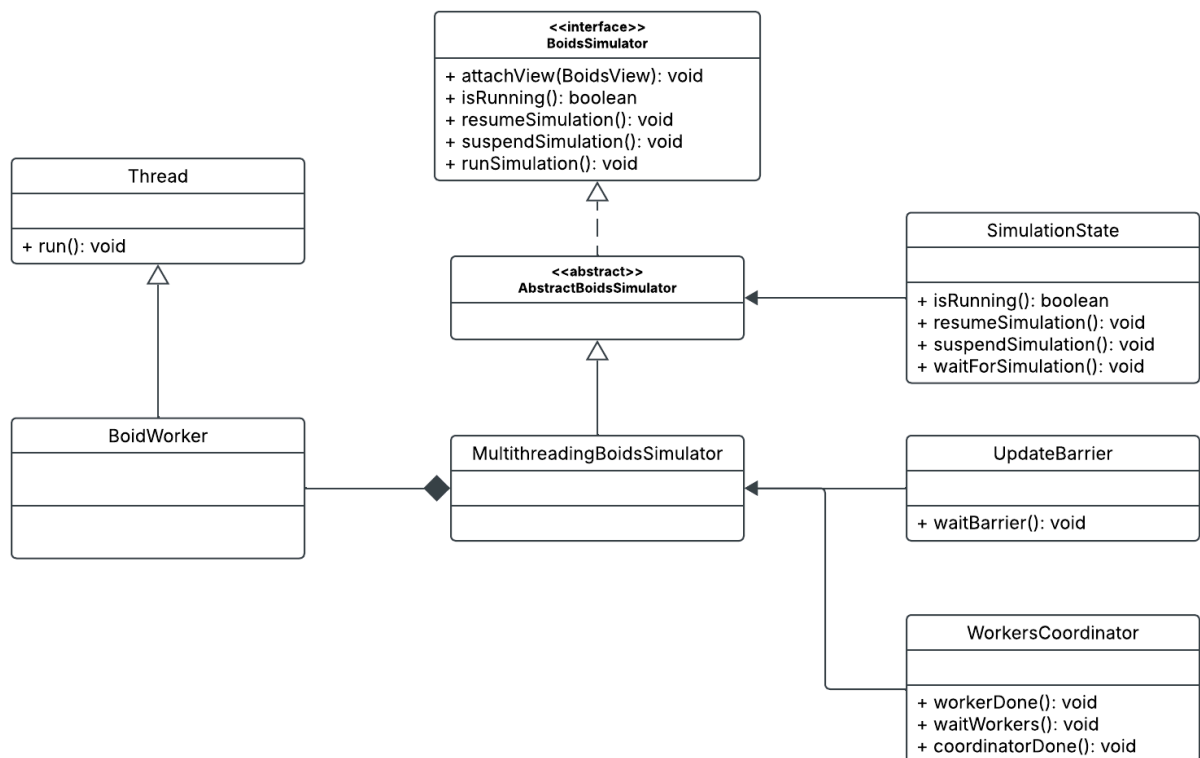 <<interface>>
BoidsSimulator
+ attachView(BoidsView): void
+ isRunning(): boolean
+ resumeSimulation(): void
+ suspendSimulation(): void
+ runSimulation(): void
Thread
+ run(): void
<<abstract>>
AbstractBoidsSimulator
SimulationState
+ isRunning(): boolean
+ resumeSimulation(): void
+ suspendSimulation(): void
+ waitForSimulation(): void
BoidWorker
MultithreadingBoidsSimulator
UpdateBarrier
+ waitBarrier(): void
WorkersCoordinator
+ workerDone(): void
+ waitWorkers(): void
+ coordinatorDone(): void